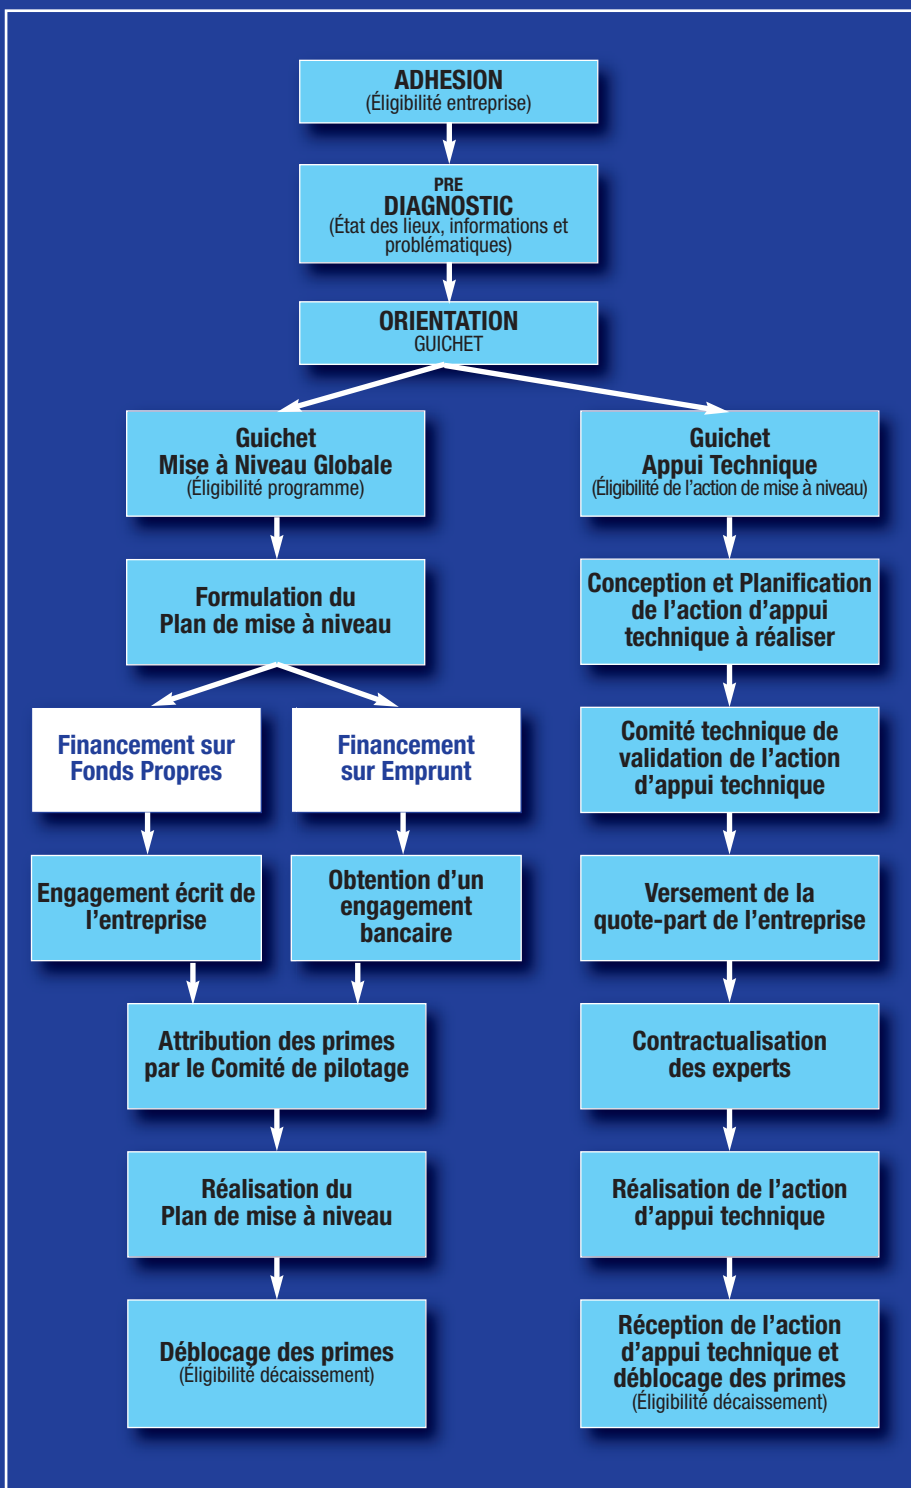 ADHESION
(Éligibilité entreprise)
PRE
DIAGNOSTIC
(État des lieux, informations et
problématiques)
ORIENTATION
GUICHET
Guichet
Mise à Niveau Globale
(Éligibilité programme)
Formulation du
Plan de mise à niveau
Financement sur
Fonds Propres
Financement
sur Emprunt
Engagement écrit de
l’entreprise
Obtention d’un
engagement
bancaire
Attribution des primes
par le Comité de pilotage
Réalisation du
Plan de mise à niveau
Déblocage des primes
(Éligibilité décaissement)
Guichet
Appui Technique
(Éligibilité de l’action de mise à niveau)
Conception et Planification
de l’action d’appui
technique à réaliser
Comité technique de
validation de l’action
d’appui technique
Versement de la
quote-part de l’entreprise
Contractualisation
des experts
Réalisation de l’action
d’appui technique
Réception de l’action
d’appui technique et
déblocage des primes
(Éligibilité décaissement)